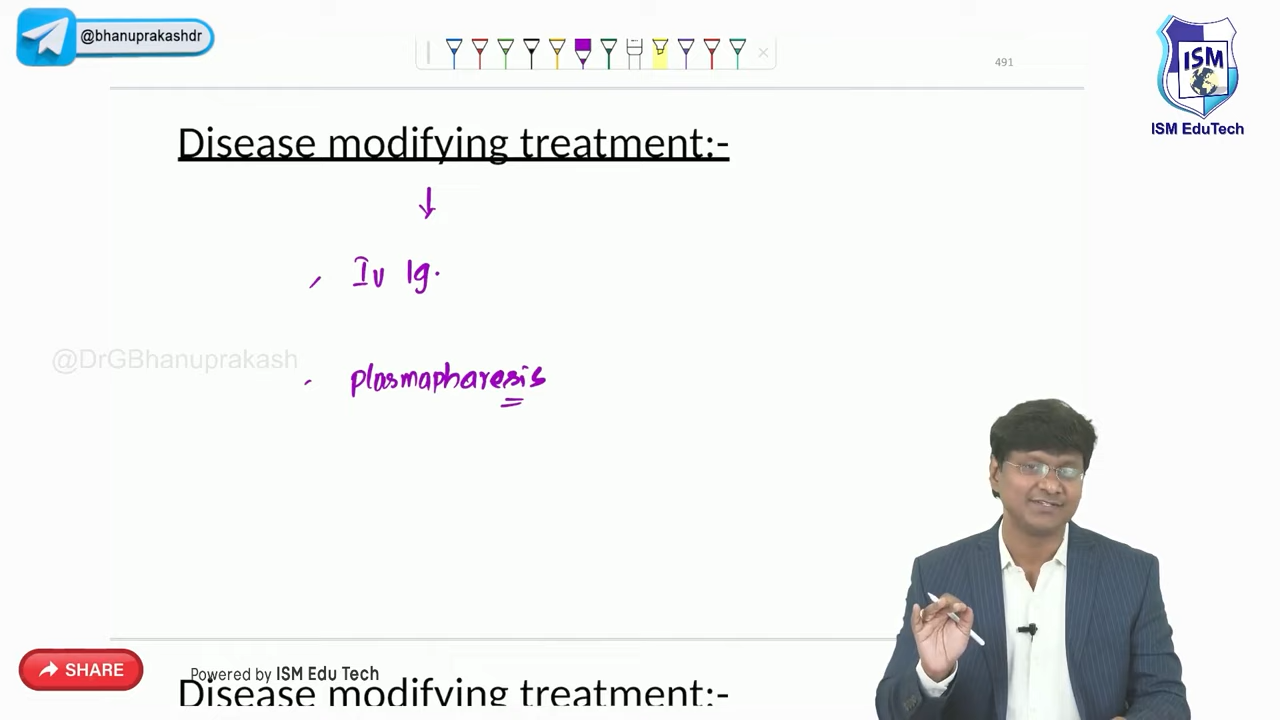 @bhanuprakashdr
491
ISM
ISM EduTech
Disease modifying treatment:-
Iv Ig.
@DrGBhanuprakash
plasmapharesis
SHARE
Powered by ISM Edu Tech
Disease modifying treatment:-